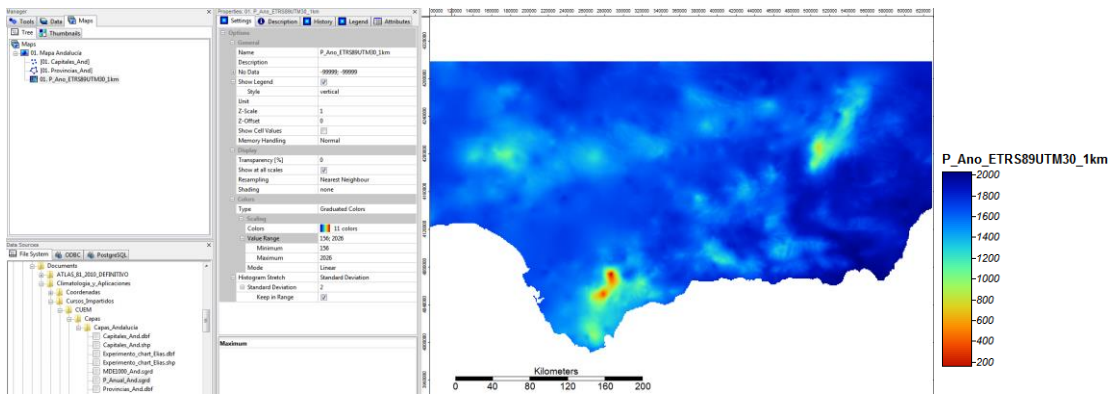 Manager
Tools Data Maps
Tree Thumbnails
Maps
01. Mapa Andalucía
[01. Capitales_And]
[01. Provincias_And]
01. P_Ano_ETRS89UTM30_1km
Data Sources
File System ODBC PostgreSQL
Documents
ATLAS_81_2010_DEFINITIVO
Climatologia_y_Aplicaciones
Coordenadas
Cursos_Impartidos
CUEM
Capas
Capas_Andalucia
Capitales_And.dbf
Capitales_And.shp
Experimento_chart_Elias.dbf
Experimento_chart_Elias.shp
MDE1000_And.sgrd
P_Anual_And.sgrd
Provincias_And.dbf
Properties: 01. P_Ano_ETRS89UTM30_1km
Settings Description History Legend Attributes
Options
General
Name P_Ano_ETRS89UTM30_1km
Description
No Data -99999; -99999
Show Legend
Style vertical
Unit
Z-Scale 1
Z-Offset 0
Show Cell Values
Memory Handling Normal
Display
Transparency [%] 0
Show at all scales
Resampling Nearest Neighbour
Shading none
Colors
Type Graduated Colors
Scaling
Colors 11 colors
Value Range 156; 2026
Minimum 156
Maximum 2026
Mode Linear
Histogram Stretch Standard Deviation
Standard Deviation 2
Keep in Range
Maximum
Kilometers
0 40 80 120 160 200
P_Ano_ETRS89UTM30_1km
2000
1800
1600
1400
1200
1000
800
600
400
200